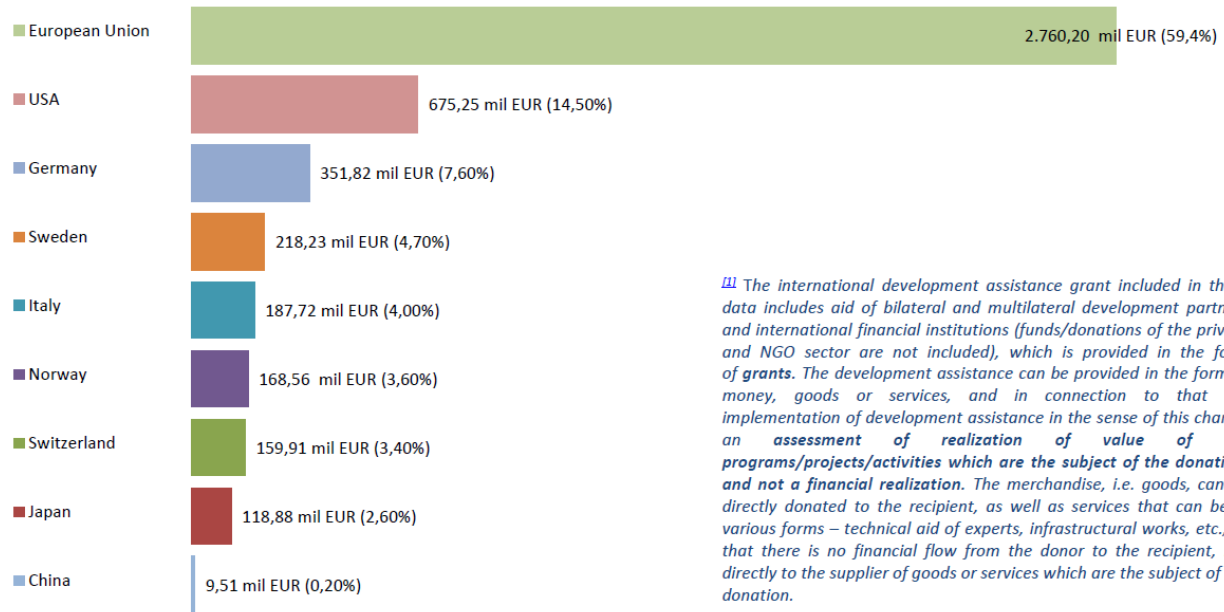 European Union
2.760,20 mil EUR (59,4%)
USA
675,25 mil EUR (14,50%)
Germany
351,82 mil EUR (7,60%)
Sweden
218,23 mil EUR (4,70%)
Italy
187,72 mil EUR (4,00%)
Norway
168,56 mil EUR (3,60%)
Switzerland
159,91 mil EUR (3,40%)
Japan
118,88 mil EUR (2,60%)
China
9,51 mil EUR (0,20%)
[1] The international development assistance grant included in
data includes aid of bilateral and multilateral development
and international financial institutions (funds/donations of the
and NGO sector are not included), which is provided in the
of grants. The development assistance can be provided in the form
money, goods or services, and in connection to that
implementation of development assistance in the sense of this
an assessment of realization of value of
programs/projects/activities which are the subject of the
and not a financial realization. The merchandise, i.e. goods,
directly donated to the recipient, as well as services that can
various forms – technical aid of experts, infrastructural works, etc.,
that there is no financial flow from the donor to the recipient,
directly to the supplier of goods or services which are the subject of
donation.